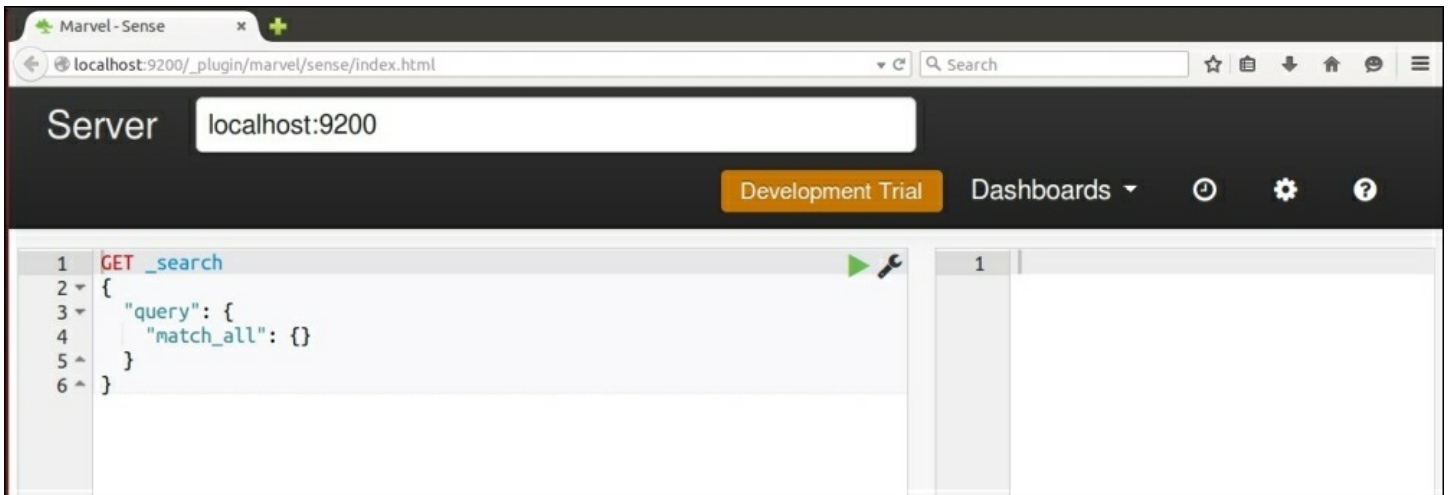 Marvel - Sense
localhost:9200/_plugin/marvel/sense/index.html
Search
Server
localhost:9200
Development Trial
Dashboards
1 GET _search
2 {
3 "query": {
4 "match_all": {}
5 }
6 }
1